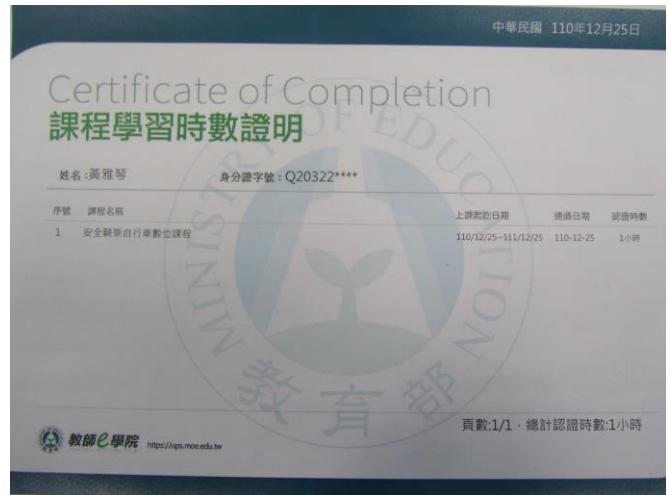 中華民國 110年12月25日
Certificate of Completion
課程學習時數證明
姓名:黃雅琴 身分證字號:Q20322****
序號 課程名稱 上課起訖日期 通過日期 認證時數
1 安全騎乘自行車數位課程 110/12/25~111/12/25 110-12-25 1小時
MINISTRY OF EDUCATION
教育部
頁數:1/1,總計認證時數:1小時
教師e學院 https://ups.moe.edu.tw